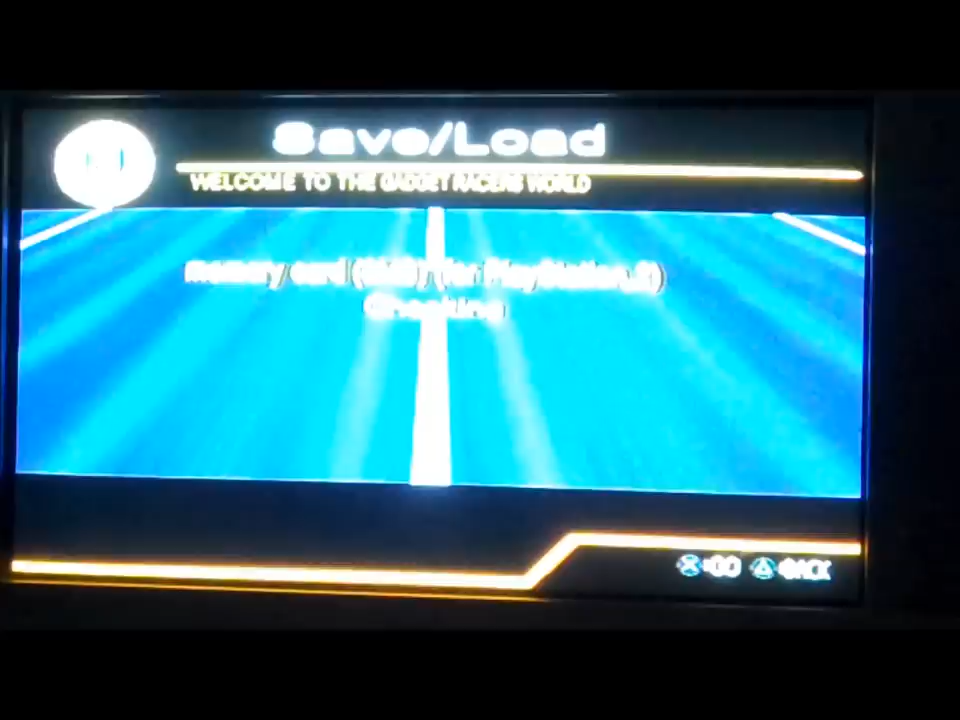 Save/Load
WELCOME TO THE GADGET RACERS WORLD
memory card (8MB) (for PlayStation 2)
Checking
:GO :BACK